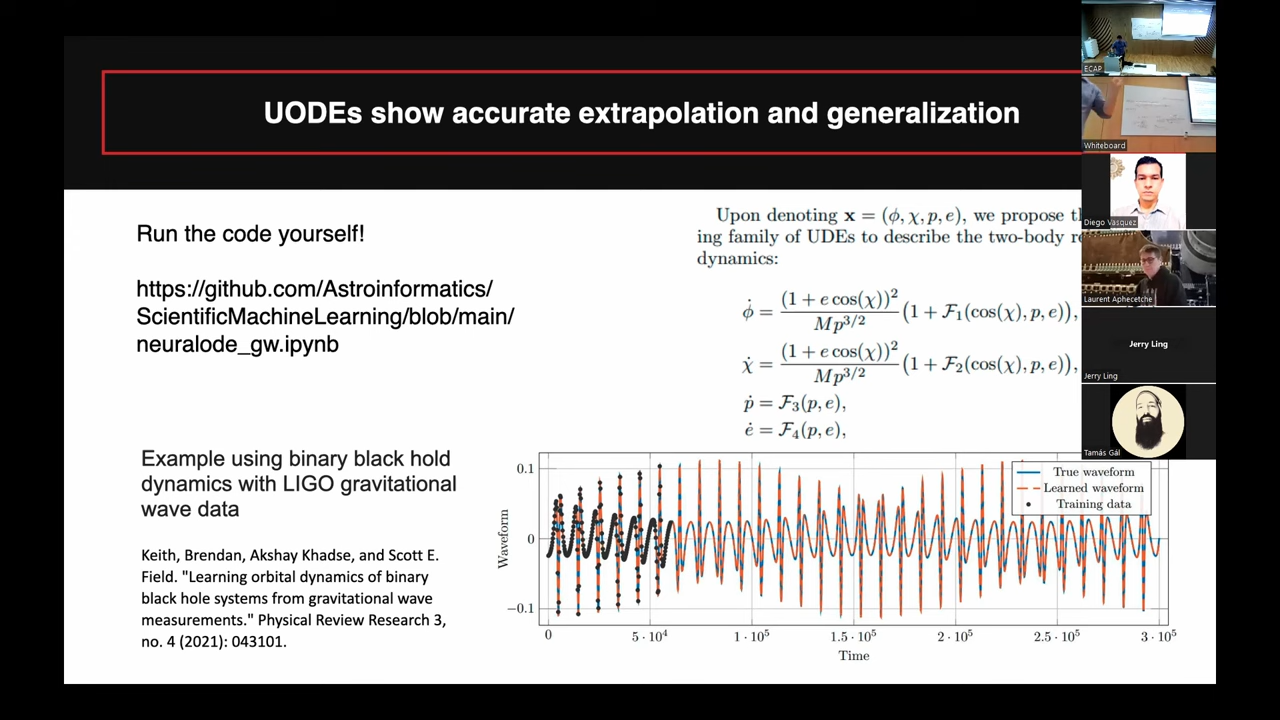 UODEs show accurate extrapolation and generalization
Run the code yourself!
https://github.com/Astroinformatics/
ScientificMachineLearning/blob/main/
neuralode_gw.ipynb
Upon denoting x = (ϕ, χ, p, e), we propose
ing family of UDEs to describe the two-body
dynamics:
ϕ̇ = (1 + e cos(χ))² / Mp^{3/2} (1 + ℱ₁(cos(χ), p, e)),
χ̇ = (1 + e cos(χ))² / Mp^{3/2} (1 + ℱ₂(cos(χ), p, e)),
ṗ = ℱ₃(p, e),
ė = ℱ₄(p, e),
Example using binary black hold
dynamics with LIGO gravitational
wave data
Keith, Brendan, Akshay Khadse, and Scott E.
Field. "Learning orbital dynamics of binary
black hole systems from gravitational wave
measurements." Physical Review Research 3,
no. 4 (2021): 043101.
0.1
0
−0.1
Waveform
True waveform
Learned waveform
Training data
0 5·10⁴ 1·10⁵ 1.5·10⁵ 2·10⁵ 2.5·10⁵ 3·10⁵
Time
ECAP
Whiteboard
Diego Vasquez
Laurent Aphecetche
Jerry Ling
Jerry Ling
Tamás Gál